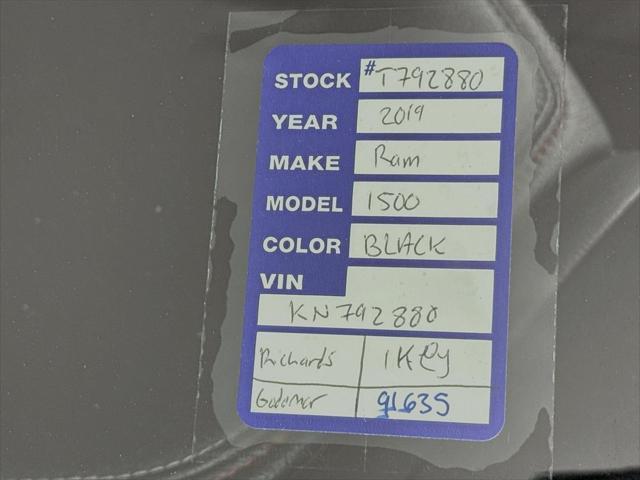 STOCK #T792880
YEAR 2019
MAKE Ram
MODEL 1500
COLOR BLACK
VIN
KN792880
Richards 1 KEy
91635